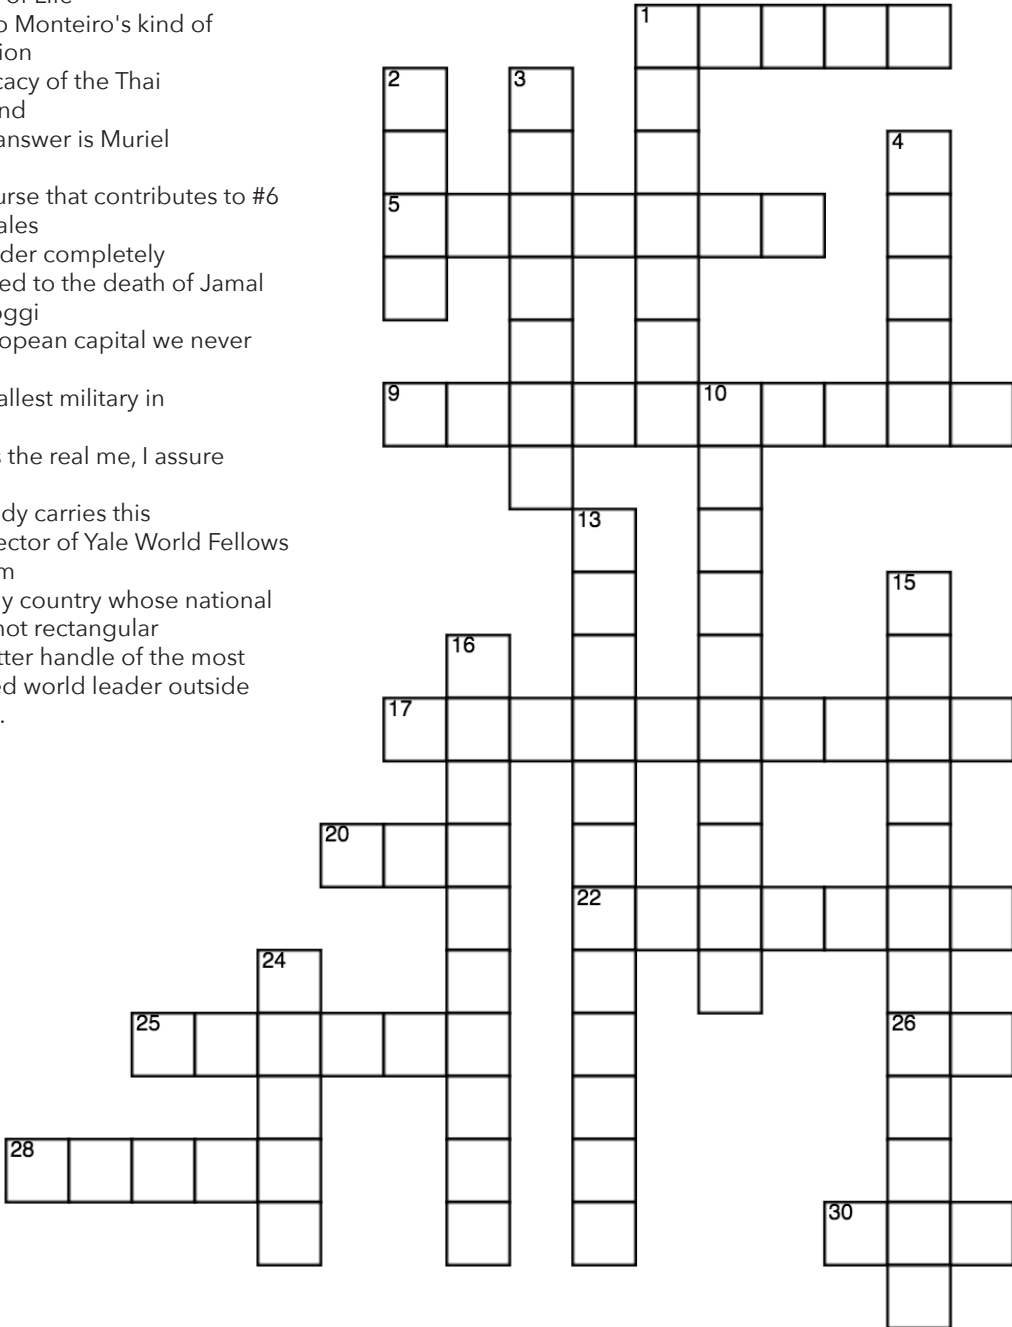 of Life
o Monteiro's kind of
ion
cacy of the Thai
nd
answer is Muriel
urse that contributes to #6
ales
der completely
ed to the death of Jamal
oggi
opean capital we never
allest military in
s the real me, I assure
dy carries this
ector of Yale World Fellows
m
y country whose national
not rectangular
tter handle of the most
ed world leader outside
.
1
2 3
4
5
9 10
13
15
16
17
20
22
24
25 26
28
30